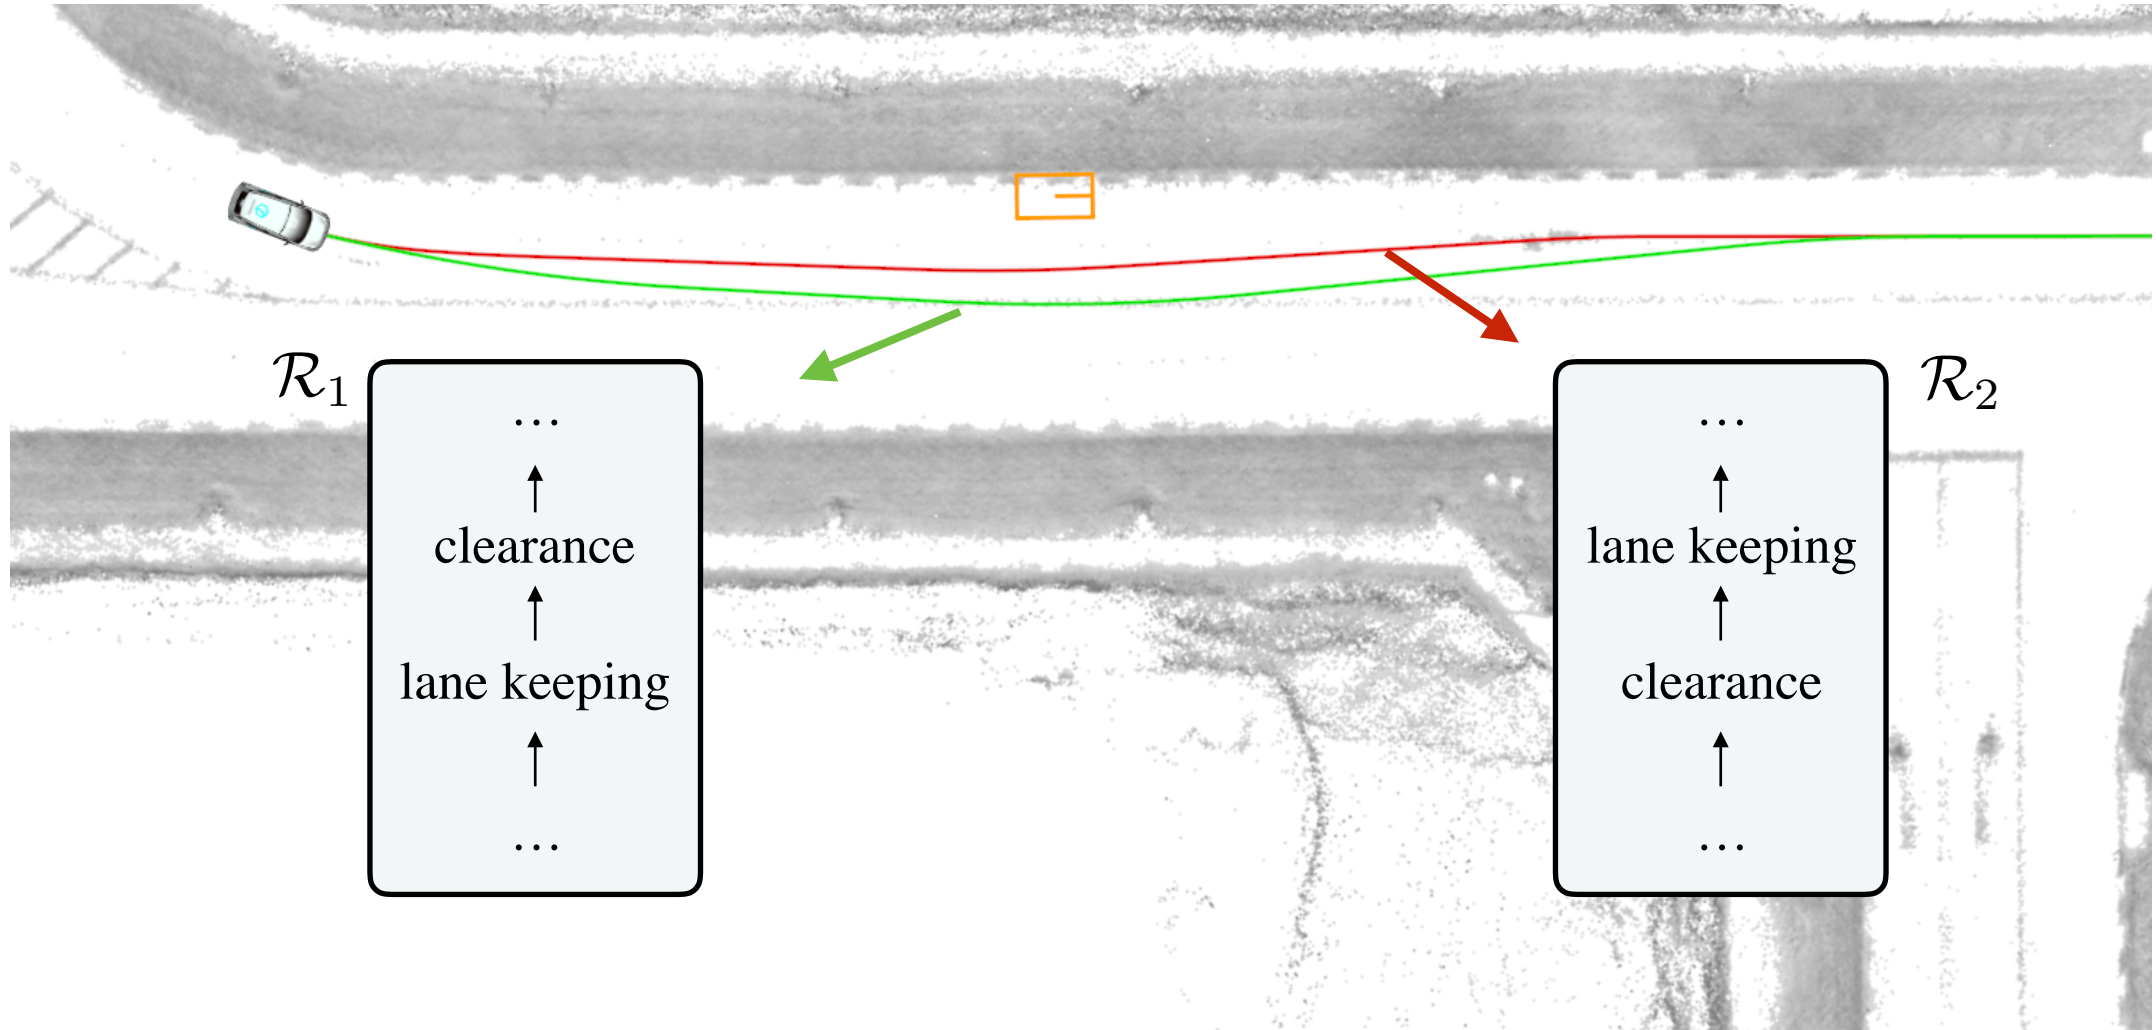 ℛ₁
…
clearance
lane keeping
…
ℛ₂
…
lane keeping
clearance
…